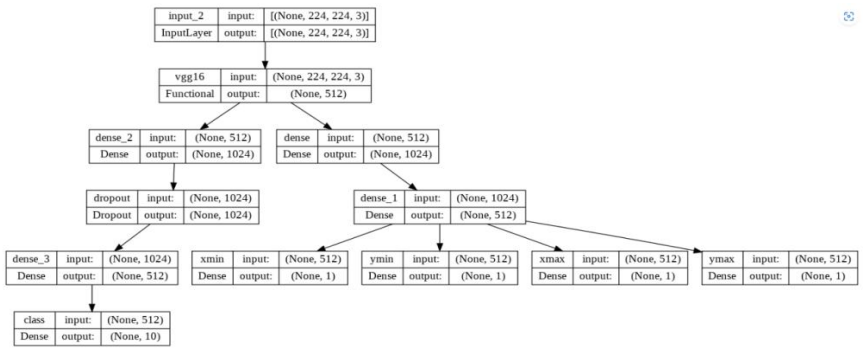 input_2 input: [(None, 224, 224, 3)]
InputLayer output: [(None, 224, 224, 3)]
vgg16 input: (None, 224, 224, 3)
Functional output: (None, 512)
dense_2 input: (None, 512)
Dense output: (None, 1024)
dense input: (None, 512)
Dense output: (None, 1024)
dropout input: (None, 1024)
Dropout output: (None, 1024)
dense_1 input: (None, 1024)
Dense output: (None, 512)
dense_3 input: (None, 1024)
Dense output: (None, 512)
xmin input: (None, 512)
Dense output: (None, 1)
ymin input: (None, 512)
Dense output: (None, 1)
xmax input: (None, 512)
Dense output: (None, 1)
ymax input: (None, 512)
Dense output: (None, 1)
class input: (None, 512)
Dense output: (None, 10)